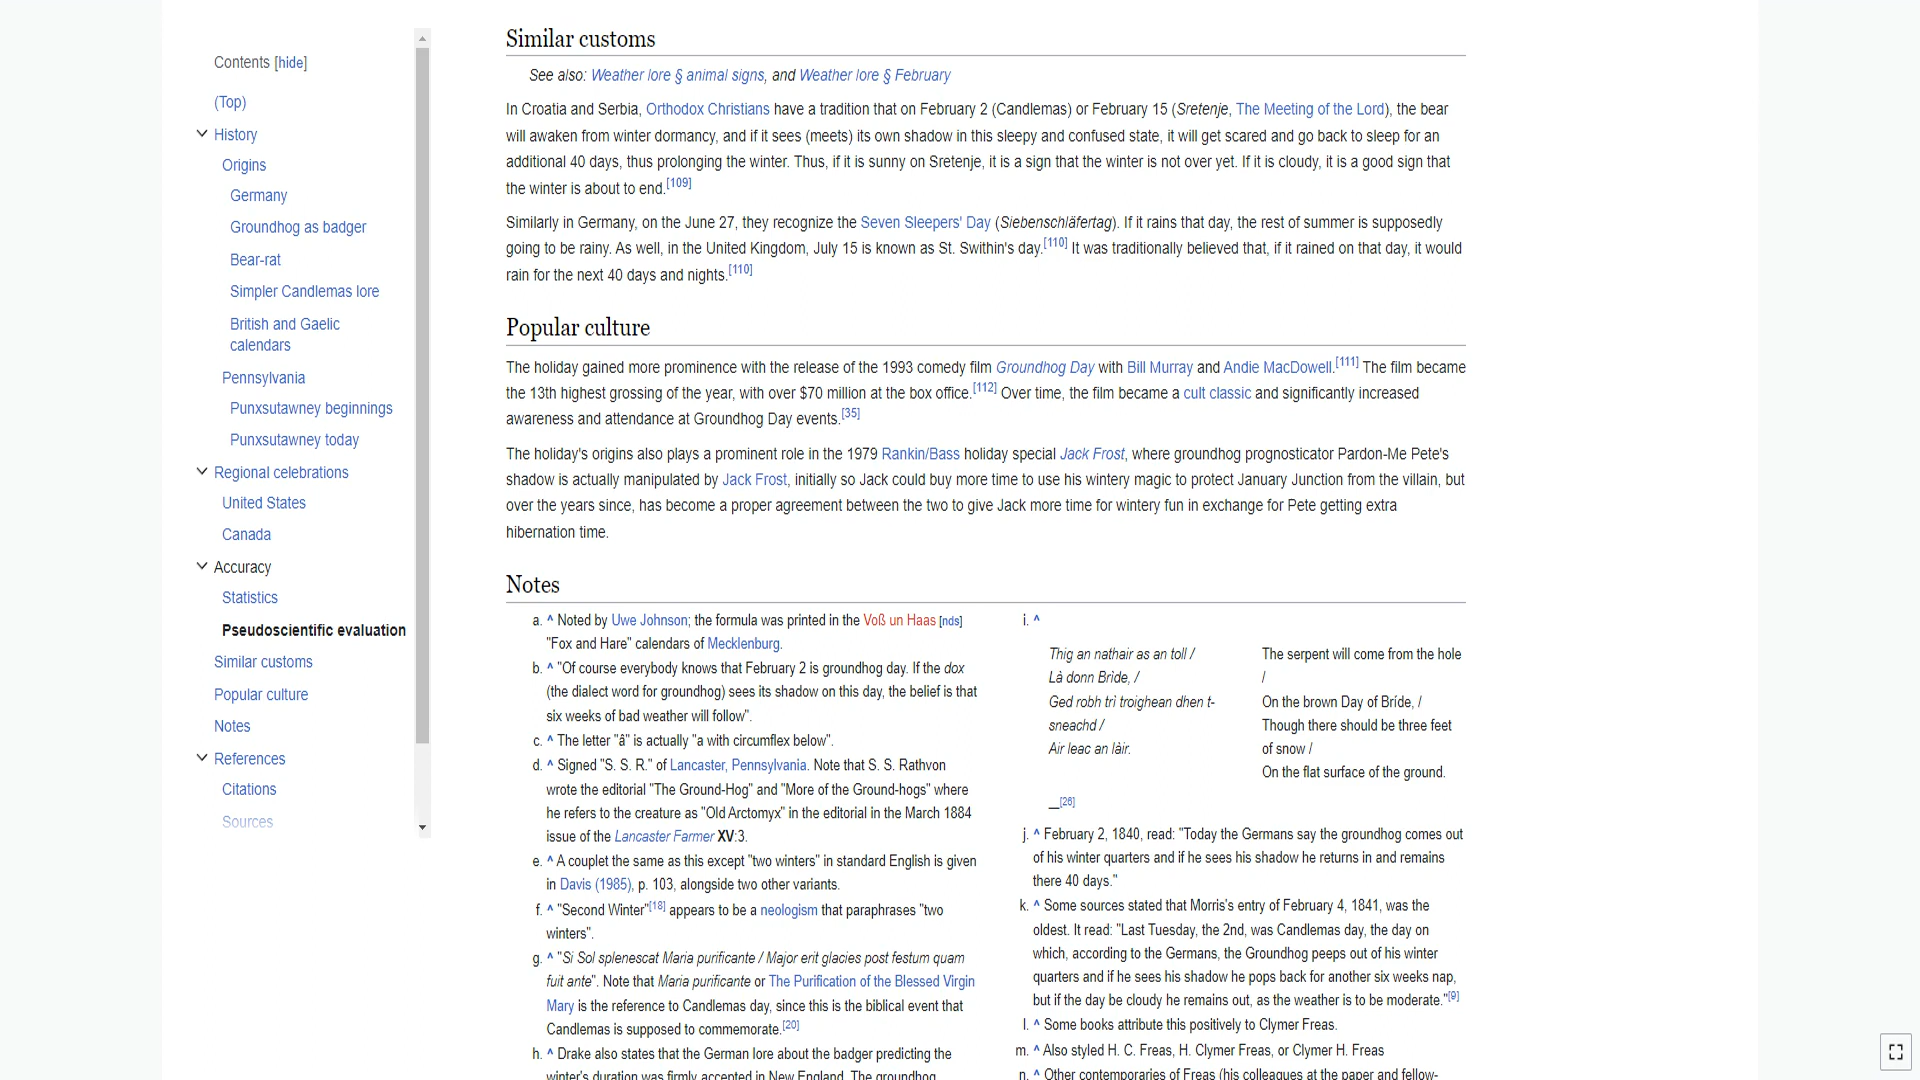 Contents [hide]
(Top)
History
Origins
Germany
Groundhog as badger
Bear-rat
Simpler Candlemas lore
British and Gaelic
calendars
Pennsylvania
Punxsutawney beginnings
Punxsutawney today
Regional celebrations
United States
Canada
Accuracy
Statistics
Pseudoscientific evaluation
Similar customs
Popular culture
Notes
References
Citations
Sources
Similar customs
See also: Weather lore § animal signs, and Weather lore § February
In Croatia and Serbia, Orthodox Christians have a tradition that on February 2 (Candlemas) or February 15 (Sretenje, The Meeting of the Lord), the bear
will awaken from winter dormancy, and if it sees (meets) its own shadow in this sleepy and confused state, it will get scared and go back to sleep for an
additional 40 days, thus prolonging the winter. Thus, if it is sunny on Sretenje, it is a sign that the winter is not over yet. If it is cloudy, it is a good sign that
the winter is about to end.[109]
Similarly in Germany, on the June 27, they recognize the Seven Sleepers' Day (Siebenschläfertag). If it rains that day, the rest of summer is supposedly
going to be rainy. As well, in the United Kingdom, July 15 is known as St. Swithin's day.[110] It was traditionally believed that, if it rained on that day, it would
rain for the next 40 days and nights.[110]
Popular culture
The holiday gained more prominence with the release of the 1993 comedy film Groundhog Day with Bill Murray and Andie MacDowell.[111] The film became
the 13th highest grossing of the year, with over $70 million at the box office.[112] Over time, the film became a cult classic and significantly increased
awareness and attendance at Groundhog Day events.[35]
The holiday's origins also plays a prominent role in the 1979 Rankin/Bass holiday special Jack Frost, where groundhog prognosticator Pardon-Me Pete's
shadow is actually manipulated by Jack Frost, initially so Jack could buy more time to use his wintery magic to protect January Junction from the villain, but
over the years since, has become a proper agreement between the two to give Jack more time for wintery fun in exchange for Pete getting extra
hibernation time.
Notes
a. ^ Noted by Uwe Johnson; the formula was printed in the Voß un Haas [nds]
"Fox and Hare" calendars of Mecklenburg.
b. ^ "Of course everybody knows that February 2 is groundhog day. If the dox
(the dialect word for groundhog) sees its shadow on this day, the belief is that
six weeks of bad weather will follow".
c. ^ The letter "â" is actually "a with circumflex below".
d. ^ Signed "S. S. R." of Lancaster, Pennsylvania. Note that S. S. Rathvon
wrote the editorial "The Ground-Hog" and "More of the Ground-hogs" where
he refers to the creature as "Old Arctomyx" in the editorial in the March 1884
issue of the Lancaster Farmer XV:3.
e. ^ A couplet the same as this except "two winters" in standard English is given
in Davis (1985), p. 103, alongside two other variants.
f. ^ "Second Winter"[18] appears to be a neologism that paraphrases "two
winters".
g. ^ "Si Sol splenescat Maria purificante / Major erit glacies post festum quam
fuit ante". Note that Maria purificante or The Purification of the Blessed Virgin
Mary is the reference to Candlemas day, since this is the biblical event that
Candlemas is supposed to commemorate.[20]
h. ^ Drake also states that the German lore about the badger predicting the
winter's duration was firmly accepted in New England. The groundhog
i. ^
Thig an nathair as an toll /
Là donn Brìde, /
Ged robh trì troighean dhen t-
sneachd /
Air leac an làir.
The serpent will come from the hole
/
On the brown Day of Bríde, /
Though there should be three feet
of snow /
On the flat surface of the ground.
__[26]
j. ^ February 2, 1840, read: "Today the Germans say the groundhog comes out
of his winter quarters and if he sees his shadow he returns in and remains
there 40 days."
k. ^ Some sources stated that Morris's entry of February 4, 1841, was the
oldest. It read: "Last Tuesday, the 2nd, was Candlemas day, the day on
which, according to the Germans, the Groundhog peeps out of his winter
quarters and if he sees his shadow he pops back for another six weeks nap,
but if the day be cloudy he remains out, as the weather is to be moderate."[9]
l. ^ Some books attribute this positively to Clymer Freas.
m. ^ Also styled H. C. Freas, H. Clymer Freas, or Clymer H. Freas
n. ^ Other contemporaries of Freas (his colleagues at the paper and fellow-